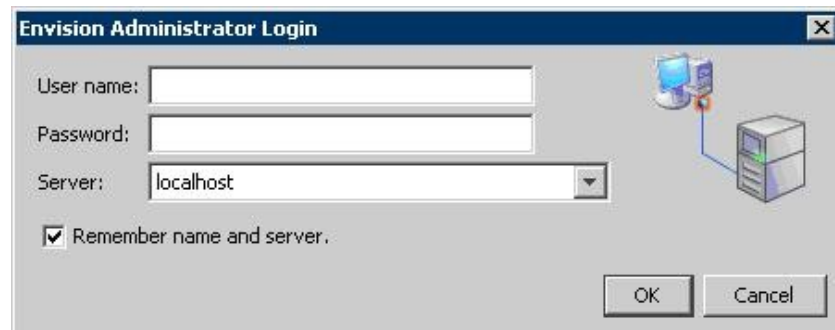 Envision Administrator Login
User name:
Password:
Server: localhost
Remember name and server.
OK Cancel